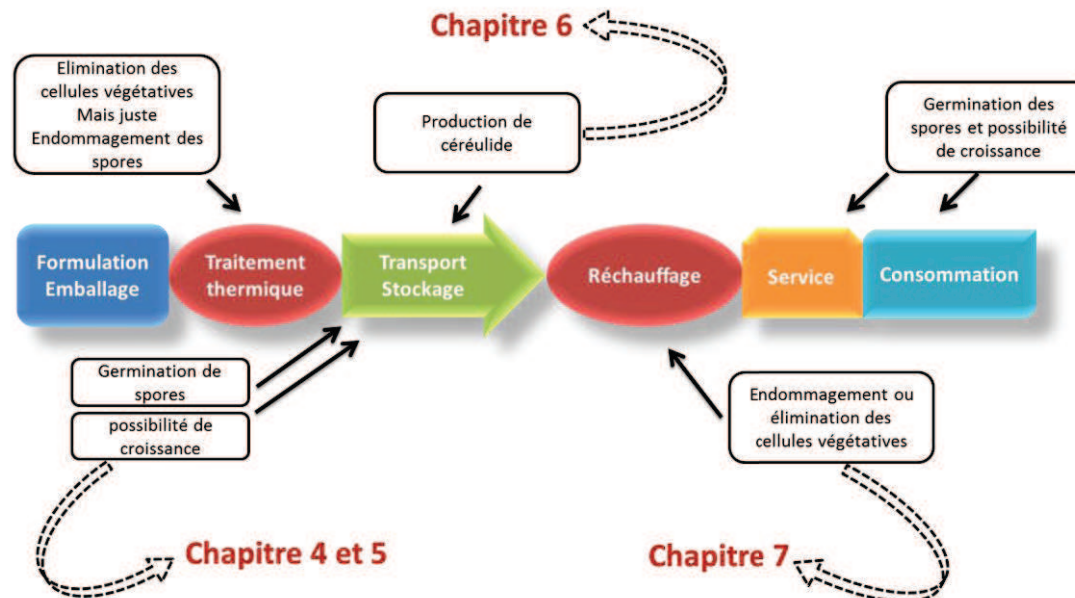 Chapitre 6
Elimination des
cellules végétatives
Mais juste
Endommagement des
spores
Production de
céréulide
Germination des
spores et possibilité
de croissance
Formulation
Emballage
Traitement
thermique
Transport
Stockage
Réchauffage
Service
Consommation
Germination de
spores
possibilité de
croissance
Endommagement ou
élimination des
cellules végétatives
Chapitre 4 et 5
Chapitre 7